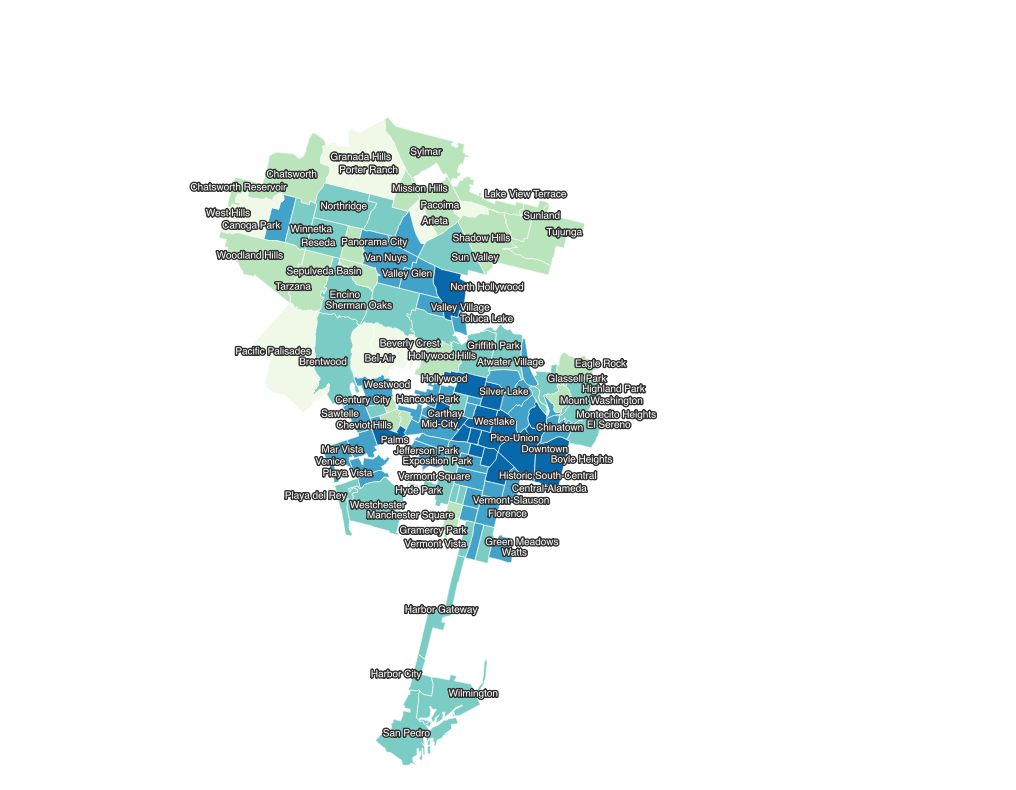 Sylmar
Granada Hills
Porter Ranch
Chatsworth
Chatsworth Reservoir
Mission Hills
Lake View Terrace
Northridge
Pacoima
West Hills
Sunland
Canoga Park
Arleta
Winnetka
Tujunga
Reseda
Panorama City
Shadow Hills
Woodland Hills
Van Nuys
Sun Valley
Sepulveda Basin
Valley Glen
Tarzana
North Hollywood
Encino
Sherman Oaks
Valley Village
Toluca Lake
Beverly Crest
Griffith Park
Pacific Palisades
Bel-Air
Hollywood Hills
Brentwood
Atwater Village
Eagle Rock
Westwood
Hollywood
Glassell Park
Highland Park
Silver Lake
Century City
Hancock Park
Mount Washington
Sawtelle
Carthay
Montecito Heights
Cheviot Hills
Mid-City
Westlake
Chinatown
El Sereno
Palms
Pico-Union
Mar Vista
Jefferson Park
Downtown
Venice
Exposition Park
Boyle Heights
Playa Vista
Vermont Square
Historic South-Central
Hyde Park
Central-Alameda
Playa del Rey
Westchester
Vermont-Slauson
Manchester Square
Florence
Gramercy Park
Vermont Vista
Green Meadows
Watts
Harbor Gateway
Harbor City
Wilmington
San Pedro